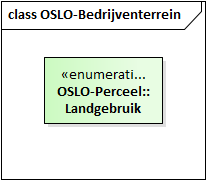 class OSLO-Bedrijventerrein
«enumerati...
OSLO-Perceel::
Landgebruik